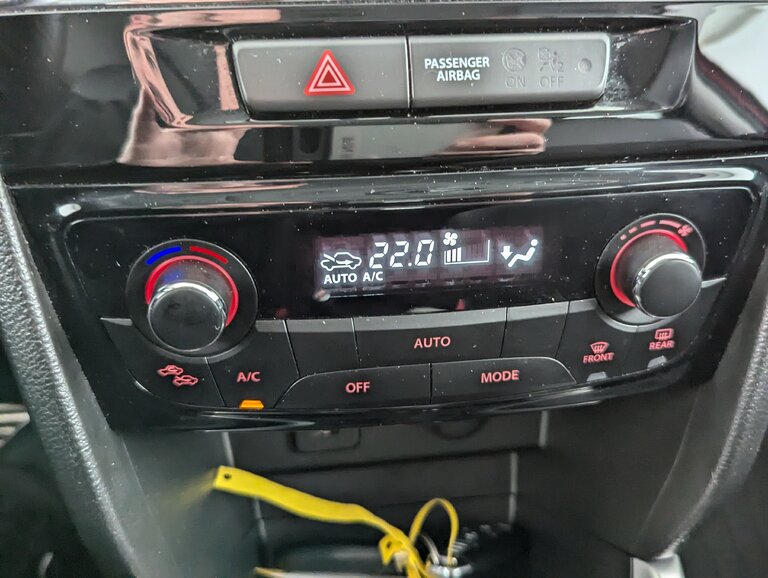 PASSENGER
AIRBAG
ON
OFF
22.0
AUTO A/C
AUTO
A/C
OFF
MODE
FRONT
REAR